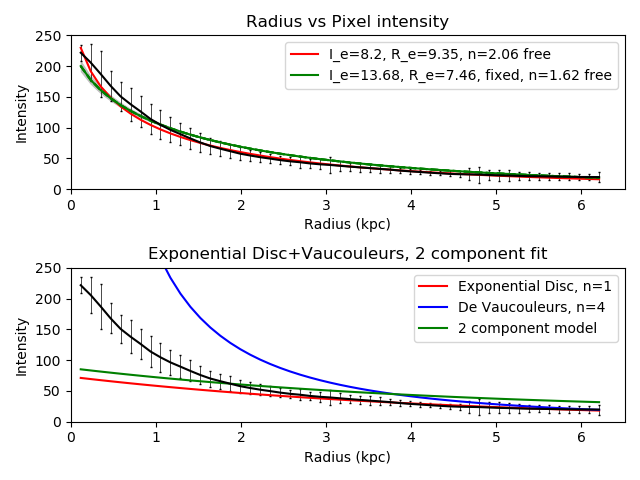 Radius vs Pixel intensity
Intensity
250
200
150
100
50
0
I_e=8.2, R_e=9.35, n=2.06 free
I_e=13.68, R_e=7.46, fixed, n=1.62 free
0 1 2 3 4 5 6
Radius (kpc)
Exponential Disc+Vaucouleurs, 2 component fit
Intensity
250
200
150
100
50
0
Exponential Disc, n=1
De Vaucouleurs, n=4
2 component model
0 1 2 3 4 5 6
Radius (kpc)